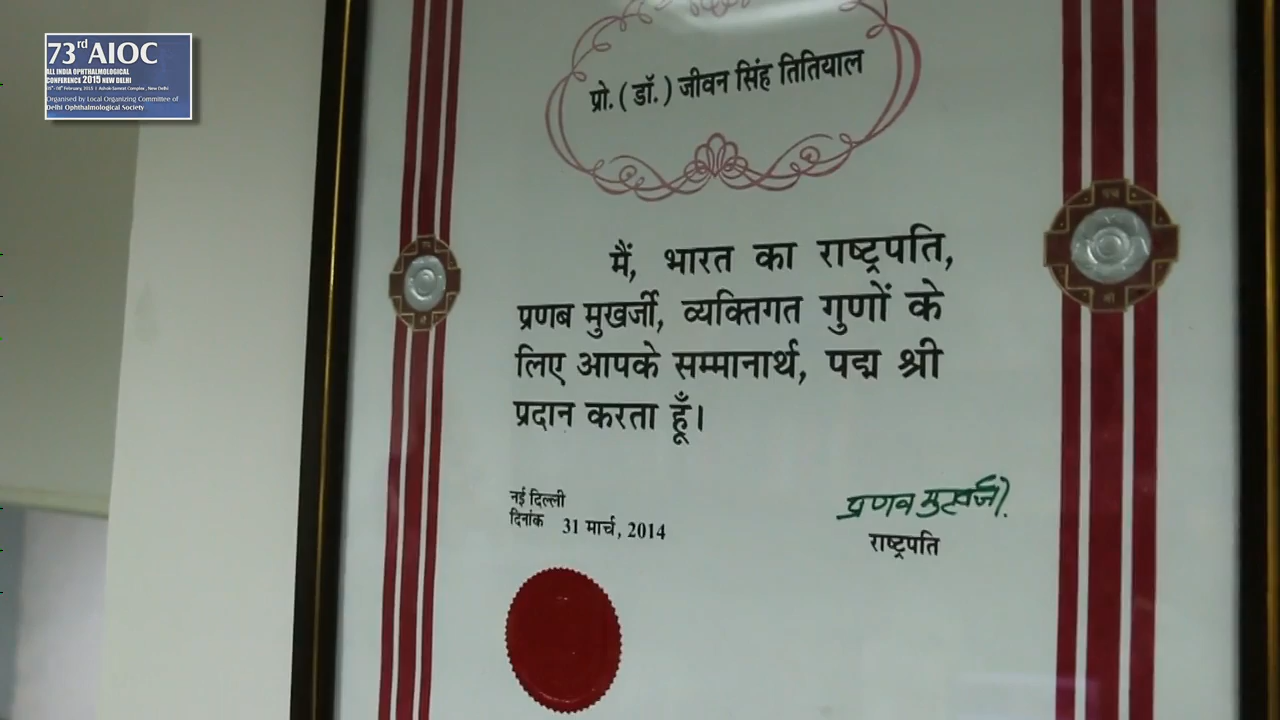 73rd AIOC
ALL INDIA OPHTHALMOLOGICAL
CONFERENCE 2015 NEW DELHI
Organised by Local Organizing Committee of
Delhi Ophthalmological Society
प्रो. (डॉ.) जीवन सिंह तितियाल
मैं, भारत का राष्ट्रपति,
प्रणब मुखर्जी, व्यक्तिगत गुणों के
लिए आपके सम्मानार्थ, पद्म श्री
प्रदान करता हूँ।
नई दिल्ली
दिनांक 31 मार्च, 2014
प्रणब मुखर्जी
राष्ट्रपति